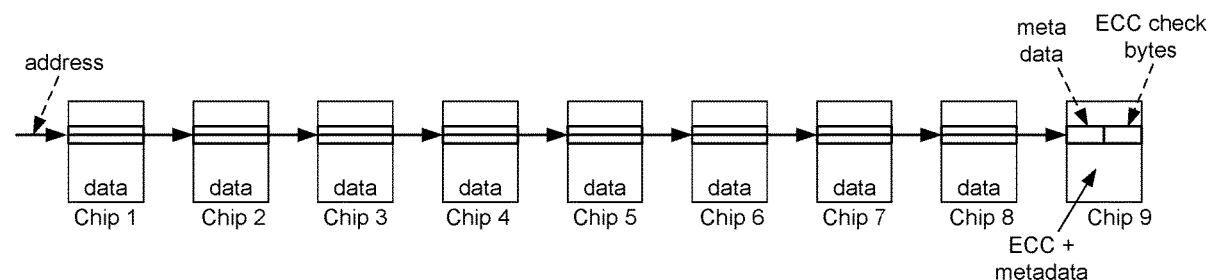 meta
data
ECC check
bytes
address
data data data data data data data data
Chip 1 Chip 2 Chip 3 Chip 4 Chip 5 Chip 6 Chip 7 Chip 8 Chip 9
ECC +
metadata